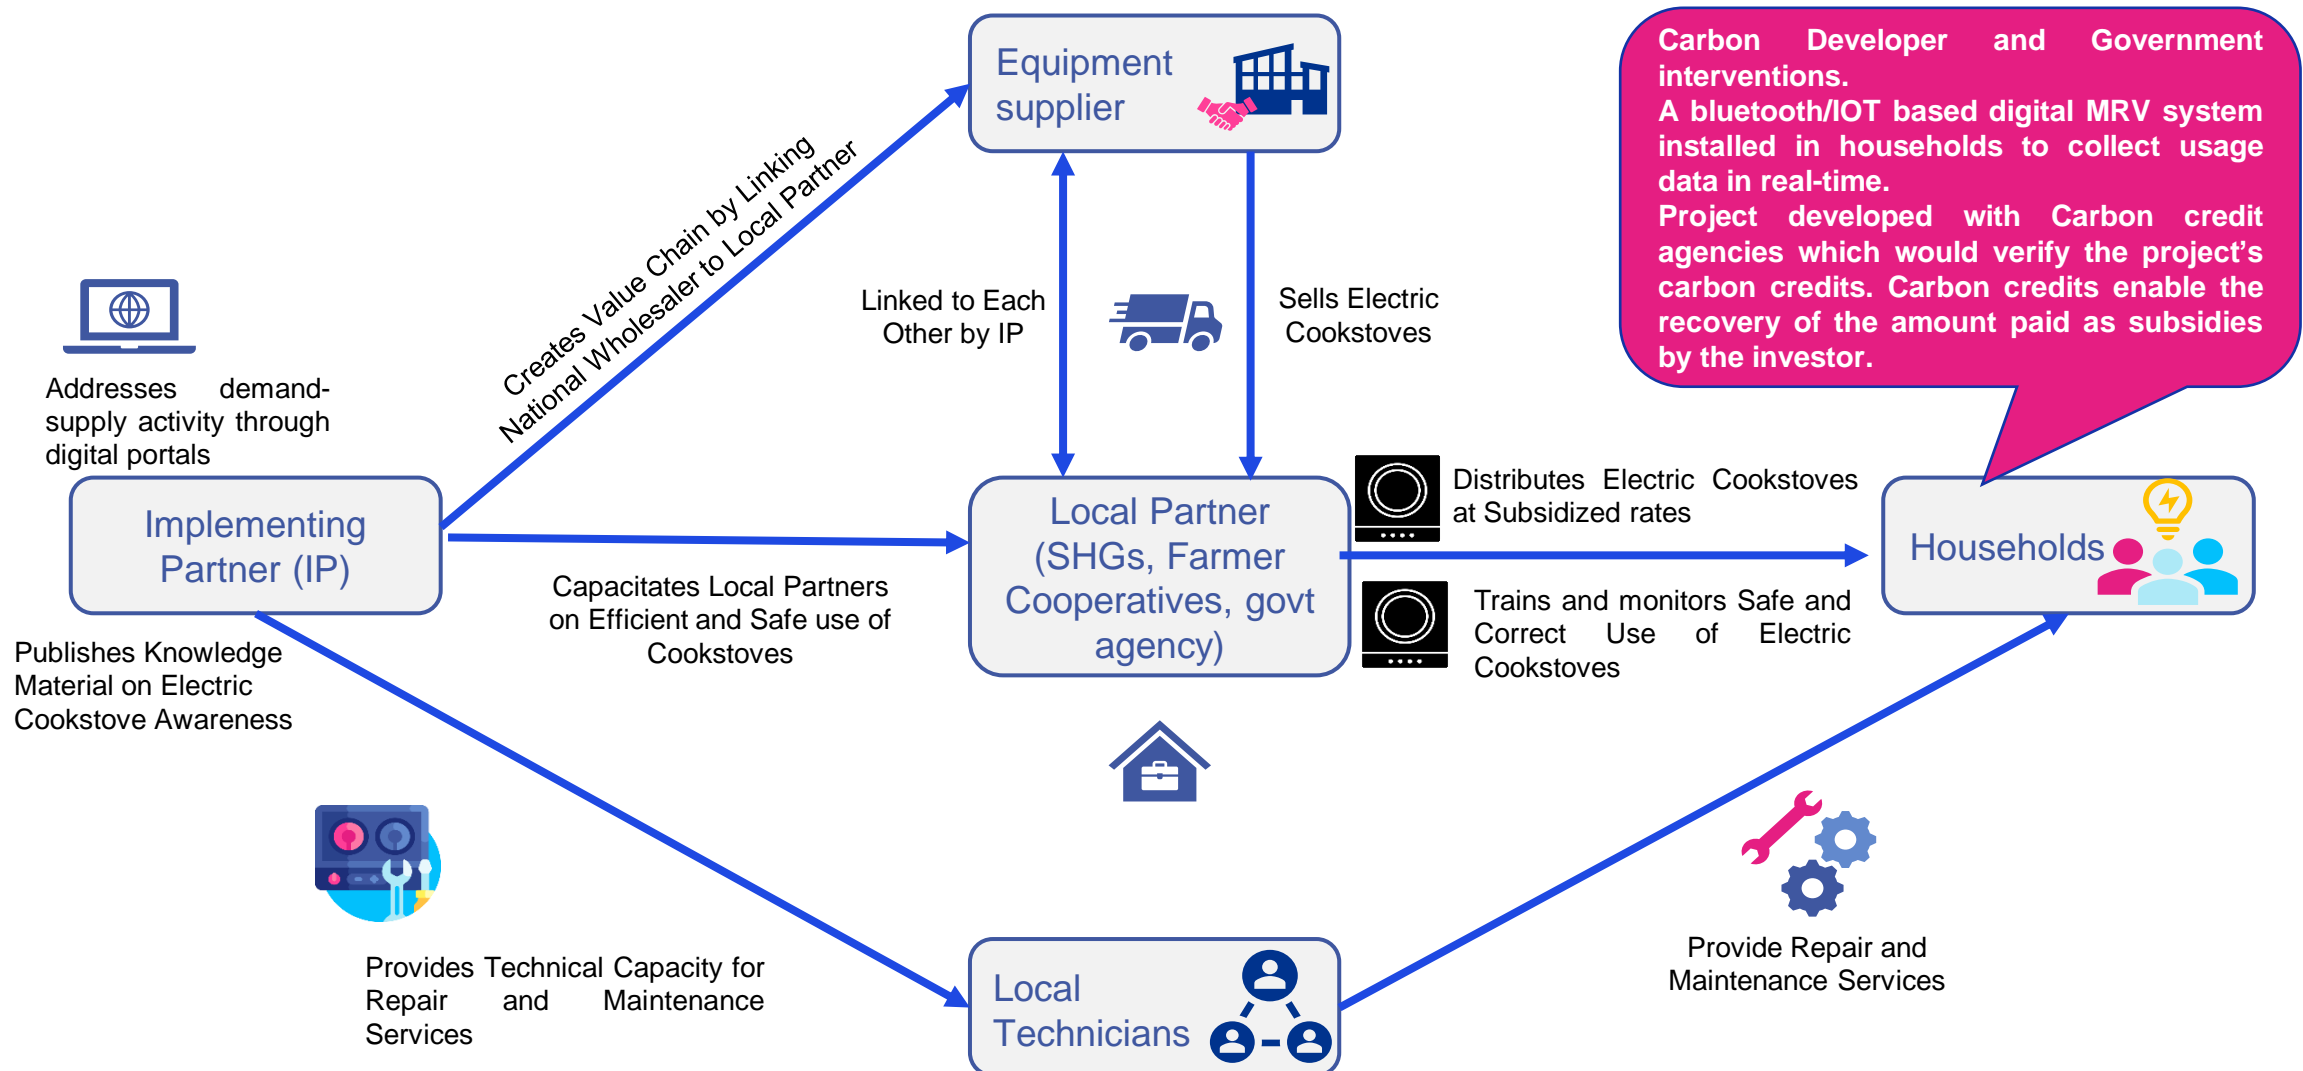 Equipment
supplier
Carbon Developer and Government
interventions.
A bluetooth/IOT based digital MRV system
installed in households to collect usage
data in real-time.
Project developed with Carbon credit
agencies which would verify the project’s
carbon credits. Carbon credits enable the
recovery of the amount paid as subsidies
by the investor.
Creates Value Chain by Linking
National Wholesaler to Local Partner
Linked to Each
Other by IP
Sells Electric
Cookstoves
Addresses demand-
supply activity through
digital portals
Implementing
Partner (IP)
Capacitates Local Partners
on Efficient and Safe use of
Cookstoves
Local Partner
(SHGs, Farmer
Cooperatives, govt
agency)
Distributes Electric Cookstoves
at Subsidized rates
Trains and monitors Safe and
Correct Use of Electric
Cookstoves
Households
Publishes Knowledge
Material on Electric
Cookstove Awareness
Provides Technical Capacity for
Repair and Maintenance
Services
Local
Technicians
Provide Repair and
Maintenance Services